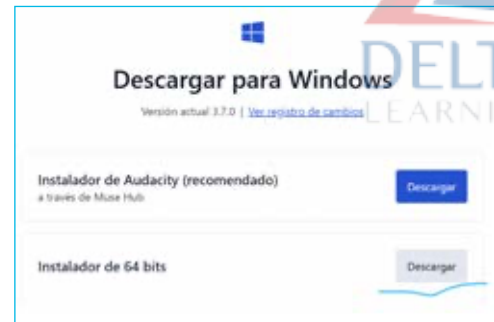 Descargar para Windows
Versión actual 3.7.0 | Ver registro de cambios
Instalador de Audacity (recomendado)
a través de Muse Hub
Descargar
Instalador de 64 bits
Descargar
DELT
LEARNI